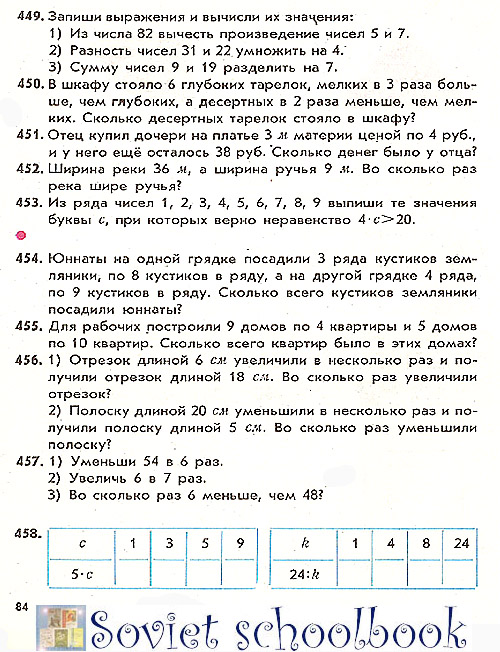 449. Запиши выражения и вычисли их значения:
1) Из числа 82 вычесть произведение чисел 5 и 7.
2) Разность чисел 31 и 22 умножить на 4.
3) Сумму чисел 9 и 19 разделить на 7.
450. В шкафу стояло 6 глубоких тарелок, мелких в 3 раза боль-
ше, чем глубоких, а десертных в 2 раза меньше, чем мел-
ких. Сколько десертных тарелок стояло в шкафу?
451. Отец купил дочери на платье 3 м материи ценой по 4 руб.,
и у него ещё осталось 38 руб. Сколько денег было у отца?
452. Ширина реки 36 м, а ширина ручья 9 м. Во сколько раз
река шире ручья?
453. Из ряда чисел 1, 2, 3, 4, 5, 6, 7, 8, 9 выпиши те значения
буквы c, при которых верно неравенство 4·c>20.
454. Юннаты на одной грядке посадили 3 ряда кустиков зем-
ляники, по 8 кустиков в ряду, а на другой грядке 4 ряда,
по 9 кустиков в ряду. Сколько всего кустиков земляники
посадили юннаты?
455. Для рабочих построили 9 домов по 4 квартиры и 5 домов
по 10 квартир. Сколько всего квартир было в этих домах?
456. 1) Отрезок длиной 6 см увеличили в несколько раз и по-
лучили отрезок длиной 18 см. Во сколько раз увеличили
отрезок?
2) Полоску длиной 20 см уменьшили в несколько раз и по-
лучили полоску длиной 5 см. Во сколько раз уменьшили
полоску?
457. 1) Уменьши 54 в 6 раз.
2) Увеличь 6 в 7 раз.
3) Во сколько раз 6 меньше, чем 48?
458. c 1 3 5 9 k 1 4 8 24
5·c 24:k
84
Soviet schoolbook